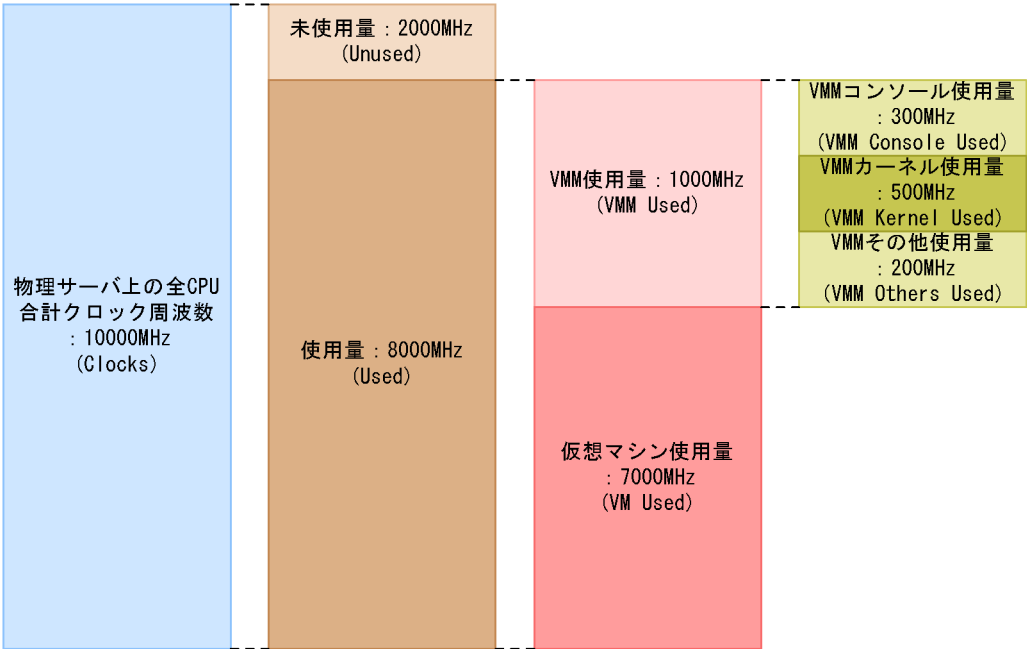 物理サーバ上の全CPU
合計クロック周波数
：10000MHz
(Clocks)
未使用量：2000MHz
(Unused)
使用量：8000MHz
(Used)
VMM使用量：1000MHz
(VMM Used)
仮想マシン使用量
：7000MHz
(VM Used)
VMMコンソール使用量
：300MHz
(VMM Console Used)
VMMカーネル使用量
：500MHz
(VMM Kernel Used)
VMMその他使用量
：200MHz
(VMM Others Used)